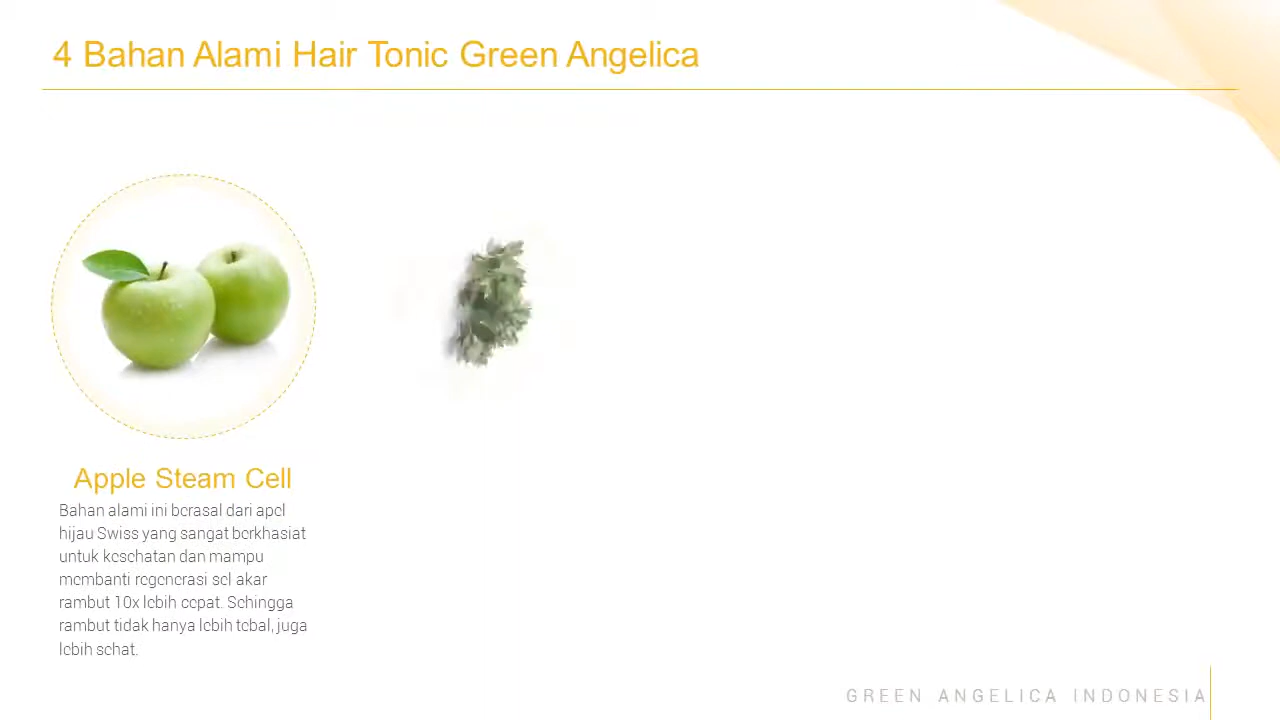 4 Bahan Alami Hair Tonic Green Angelica
Apple Steam Cell
Bahan alami ini berasal dari apel
hijau Swiss yang sangat berkhasiat
untuk kesehatan dan mampu
membanti regenerasi sel akar
rambut 10x lebih cepat. Sehingga
rambut tidak hanya lebih tebal, juga
lebih sehat.
GREEN ANGELICA INDONESIA